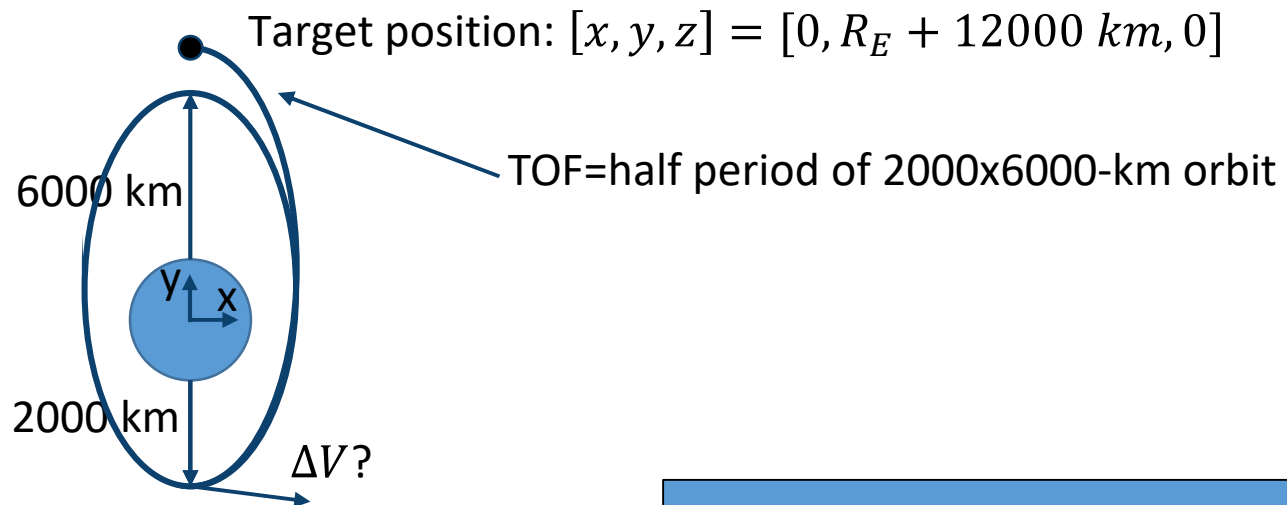 Target position: [x, y, z] = [0, R_E + 12000 km, 0]
TOF=half period of 2000x6000-km orbit
6000 km
y
x
2000 km
ΔV?